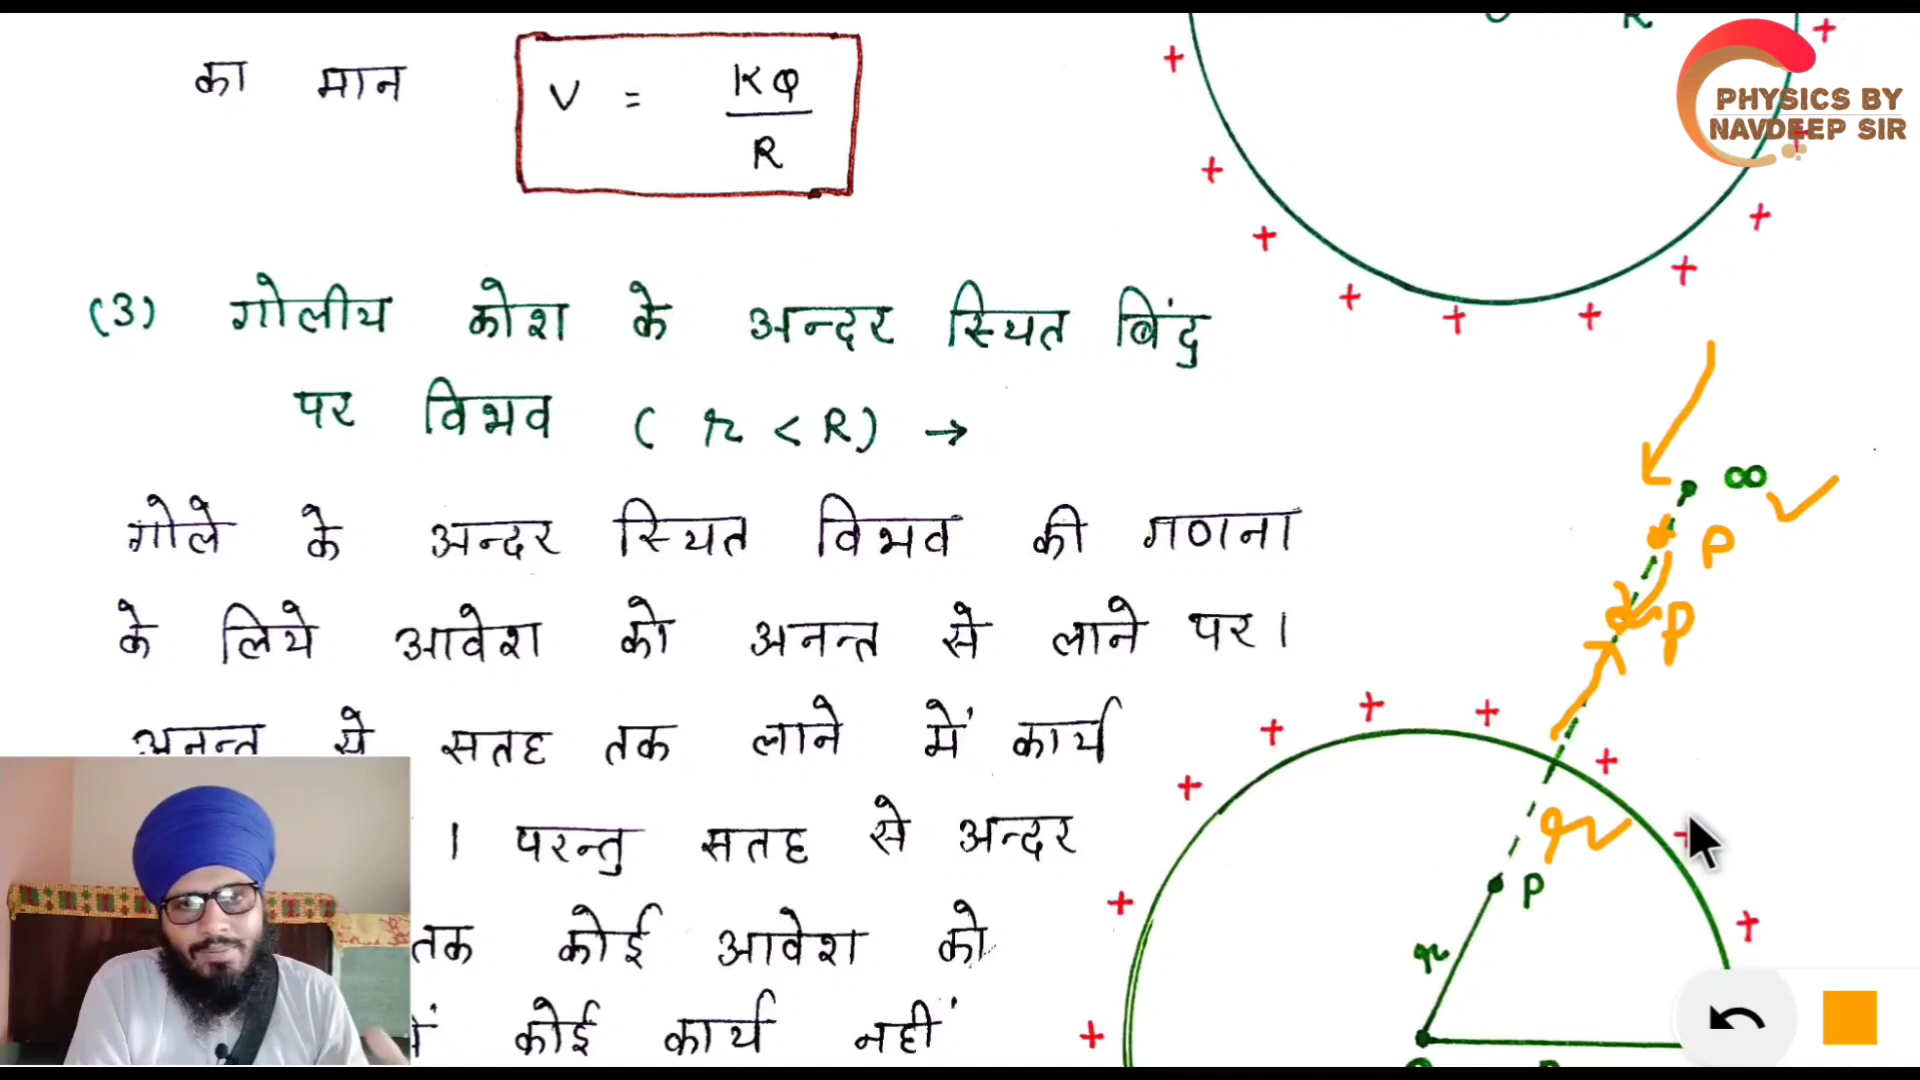 का मान V = KQ / R
PHYSICS BY
NAVDEEP SIR
(3) गोलीय कोश के अन्दर स्थित बिंदु
पर विभव ( r < R) →
गोले के अन्दर स्थित विभव की गणना
के लिये आवेश को अनन्त से लाने पर।
अनन्त से सतह तक लाने में कार्य
। परन्तु सतह से अन्दर
तक कोई आवेश को
में कोई कार्य नहीं
R
∞
P
P
P
r